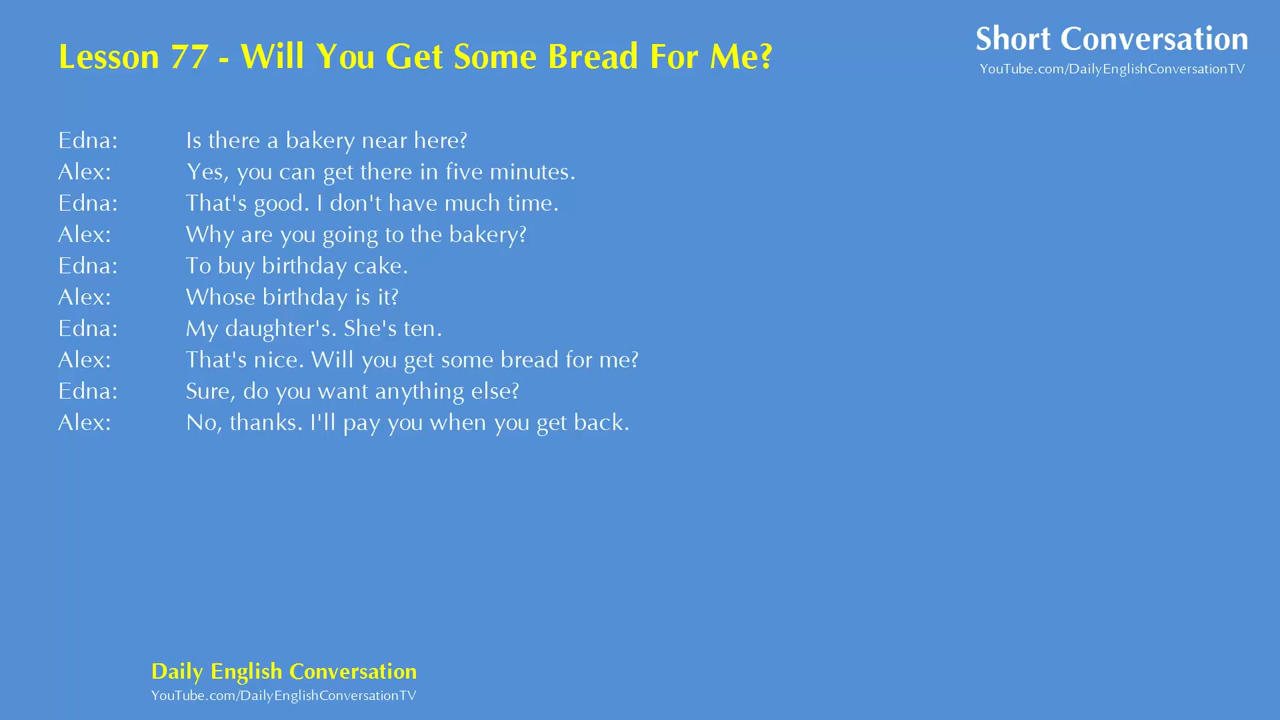 Lesson 77 - Will You Get Some Bread For Me?
Short Conversation
YouTube.com/DailyEnglishConversationTV
Edna: Is there a bakery near here?
Alex: Yes, you can get there in five minutes.
Edna: That's good. I don't have much time.
Alex: Why are you going to the bakery?
Edna: To buy birthday cake.
Alex: Whose birthday is it?
Edna: My daughter's. She's ten.
Alex: That's nice. Will you get some bread for me?
Edna: Sure, do you want anything else?
Alex: No, thanks. I'll pay you when you get back.
Daily English Conversation
YouTube.com/DailyEnglishConversationTV